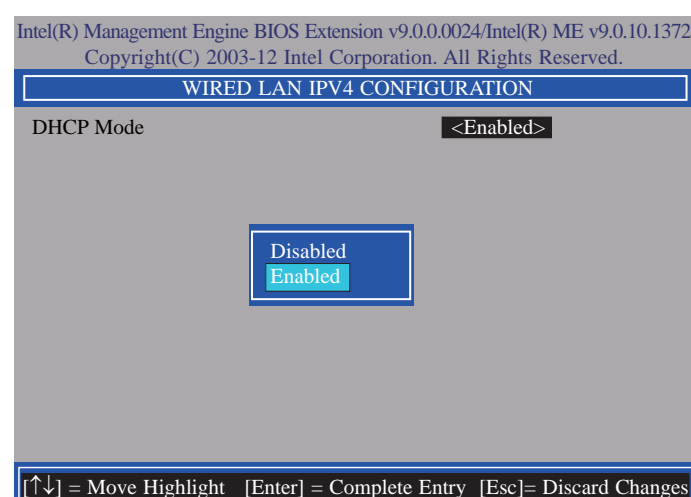 Intel(R) Management Engine BIOS Extension v9.0.0.0024/Intel(R) ME v9.0.10.1372
Copyright(C) 2003-12 Intel Corporation. All Rights Reserved.
WIRED LAN IPV4 CONFIGURATION
DHCP Mode <Enabled>
Disabled
Enabled
[↑↓] = Move Highlight [Enter] = Complete Entry [Esc]= Discard Changes